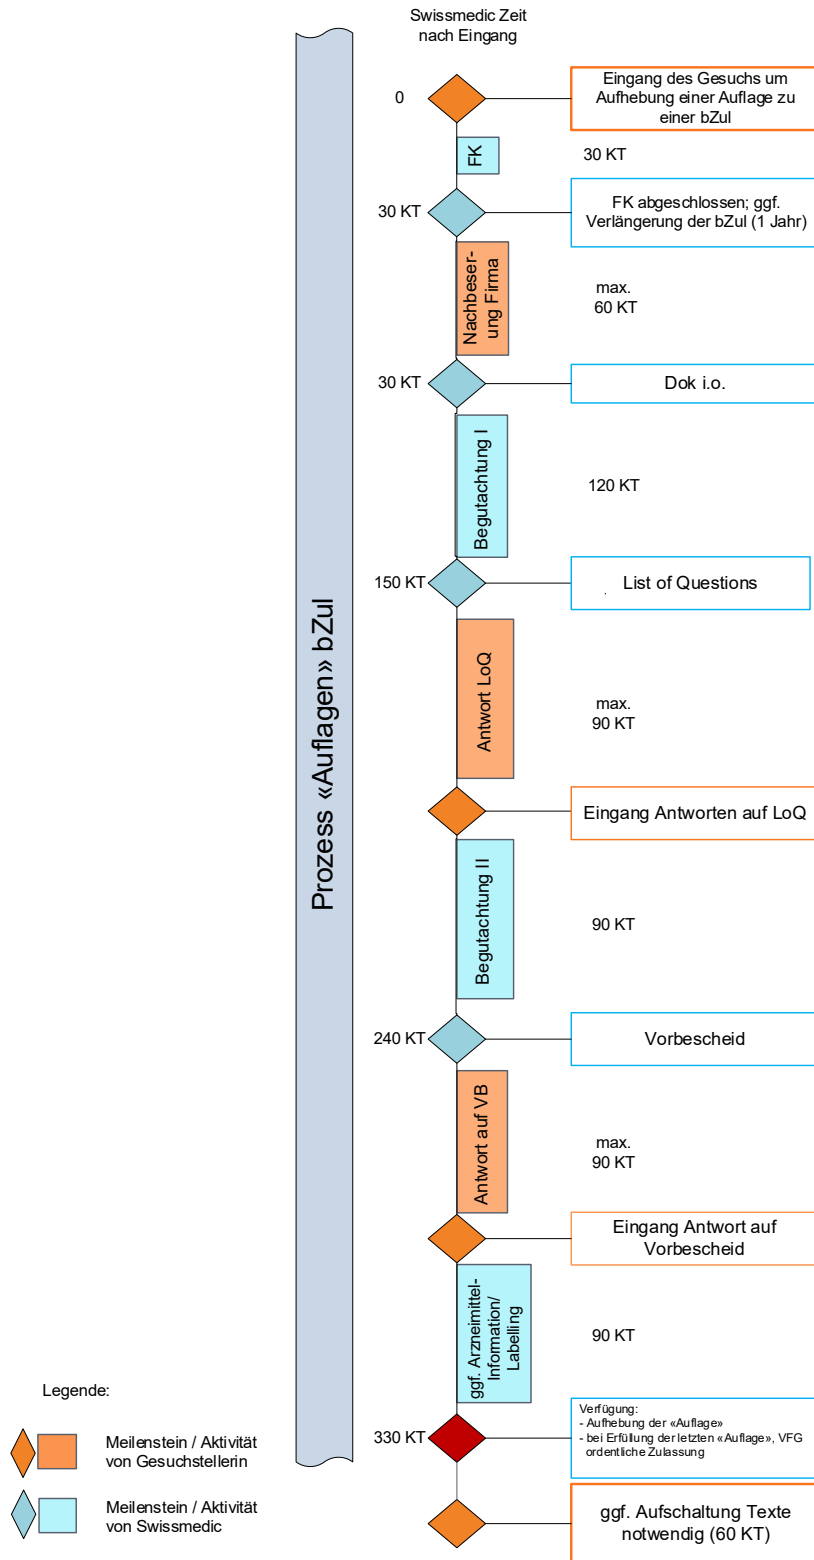 Swissmedic Zeit
nach Eingang
0
Eingang des Gesuchs um
Aufhebung einer Auflage zu
einer bZul
FK
30 KT
30 KT
FK abgeschlossen; ggf.
Verlängerung der bZul (1 Jahr)
Nachbeser-
ung Firma
max.
60 KT
30 KT
Dok i.o.
Begutachtung I
120 KT
150 KT
List of Questions
Prozess «Auflagen» bZul
Antwort LoQ
max.
90 KT
Eingang Antworten auf LoQ
Begutachtung II
90 KT
240 KT
Vorbescheid
Antwort auf VB
max.
90 KT
Eingang Antwort auf
Vorbescheid
ggf. Arzneimittel-
Information/
Labelling
90 KT
330 KT
Verfügung:
- Aufhebung der «Auflage»
- bei Erfüllung der letzten «Auflage», VFG
ordentliche Zulassung
ggf. Aufschaltung Texte
notwendig (60 KT)
Legende:
Meilenstein / Aktivität
von Gesuchstellerin
Meilenstein / Aktivität
von Swissmedic